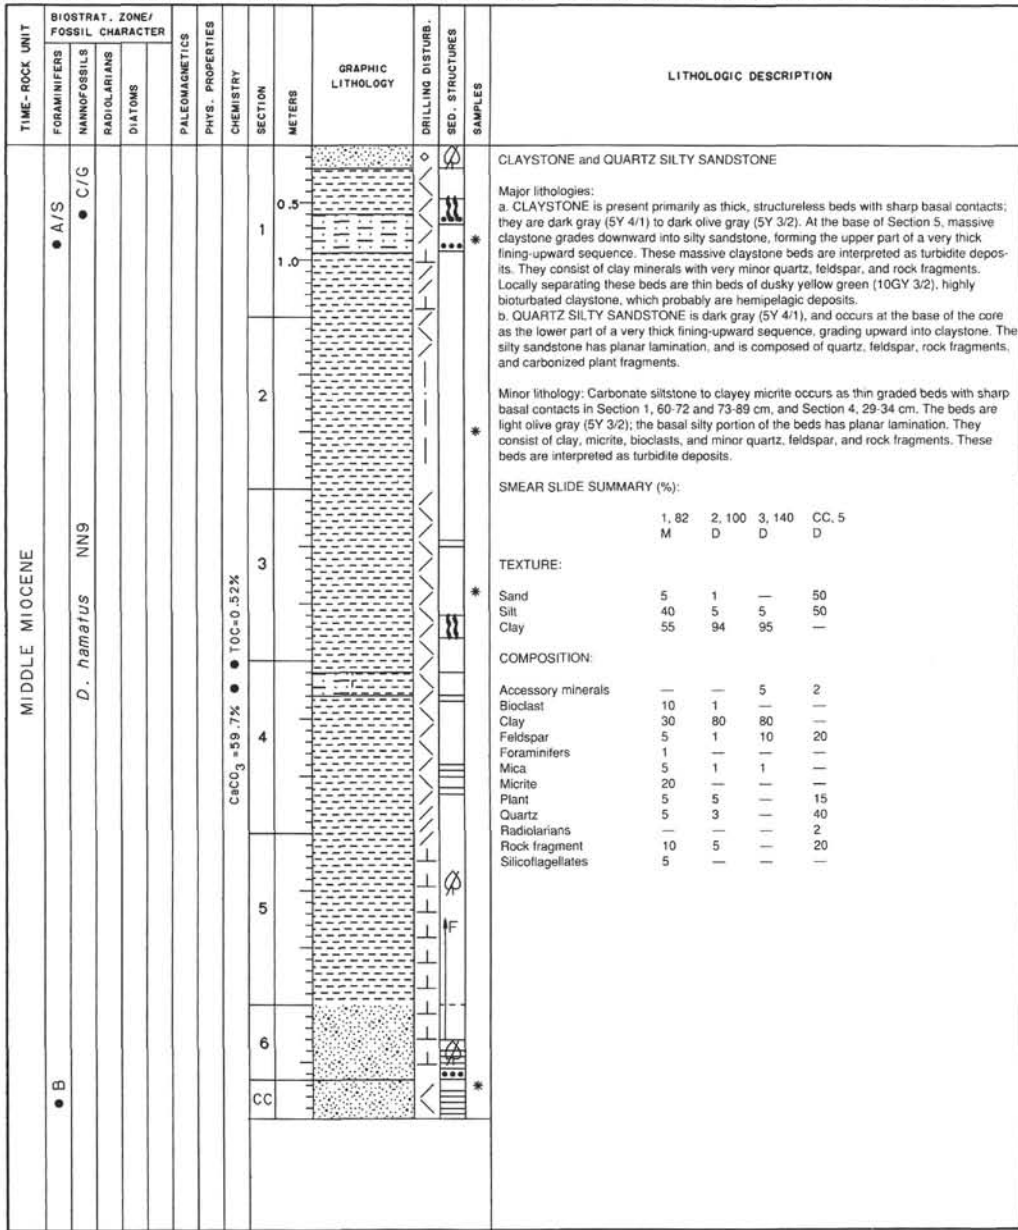 TIME-ROCK UNIT
BIOSTRAT. ZONE/
FOSSIL CHARACTER
FORAMINIFERS
NANNOFOSSILS
RADIOLARIANS
DIATOMS
PALEOMAGNETICS
PHYS. PROPERTIES
CHEMISTRY
SECTION
METERS
GRAPHIC
LITHOLOGY
DRILLING DISTURB.
SED. STRUCTURES
SAMPLES
LITHOLOGIC DESCRIPTION
MIDDLE MIOCENE
● A/S
● B
● C/G
D. hamatus NN9
CaCO3 =59.7% ● ● TOC=0.52%
1
2
3
4
5
6
CC
0.5
1.0
F
*
*
*
*
CLAYSTONE and QUARTZ SILTY SANDSTONE
Major lithologies:
a. CLAYSTONE is present primarily as thick, structureless beds with sharp basal contacts;
they are dark gray (5Y 4/1) to dark olive gray (5Y 3/2). At the base of Section 5, massive
claystone grades downward into silty sandstone, forming the upper part of a very thick
fining-upward sequence. These massive claystone beds are interpreted as turbidite depos-
its. They consist of clay minerals with very minor quartz, feldspar, and rock fragments.
Locally separating these beds are thin beds of dusky yellow green (10GY 3/2), highly
bioturbated claystone, which probably are hemipelagic deposits.
b. QUARTZ SILTY SANDSTONE is dark gray (5Y 4/1), and occurs at the base of the core
as the lower part of a very thick fining-upward sequence, grading upward into claystone. The
silty sandstone has planar lamination, and is composed of quartz, feldspar, rock fragments,
and carbonized plant fragments.
Minor lithology: Carbonate siltstone to clayey micrite occurs as thin graded beds with sharp
basal contacts in Section 1, 60-72 and 73-89 cm, and Section 4, 29-34 cm. The beds are
light olive gray (5Y 3/2); the basal silty portion of the beds has planar lamination. They
consist of clay, micrite, bioclasts, and minor quartz, feldspar, and rock fragments. These
beds are interpreted as turbidite deposits.
SMEAR SLIDE SUMMARY (%):
1, 82 2, 100 3, 140 CC, 5
M D D D
TEXTURE:
Sand 5 1 — 50
Silt 40 5 5 50
Clay 55 94 95 —
COMPOSITION:
Accessory minerals — — 5 2
Bioclast 10 1 — —
Clay 30 80 80 —
Feldspar 5 1 10 20
Foraminifers 1 — — —
Mica 5 1 1 —
Micrite 20 — — —
Plant 5 5 — 15
Quartz 5 3 — 40
Radiolarians — — — 2
Rock fragment 10 5 — 20
Silicoflagellates 5 — — —